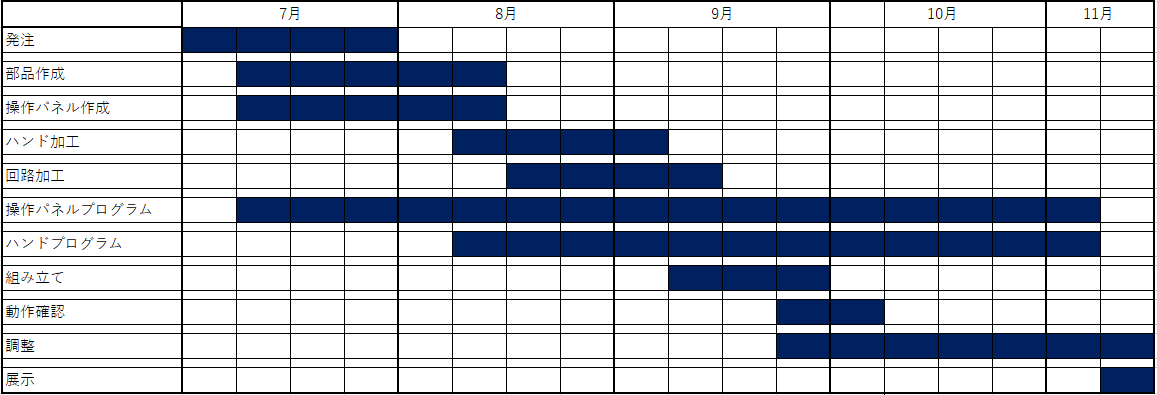 7月 8月 9月 10月 11月
発注
部品作成
操作パネル作成
ハンド加工
回路加工
操作パネルプログラム
ハンドプログラム
組み立て
動作確認
調整
展示